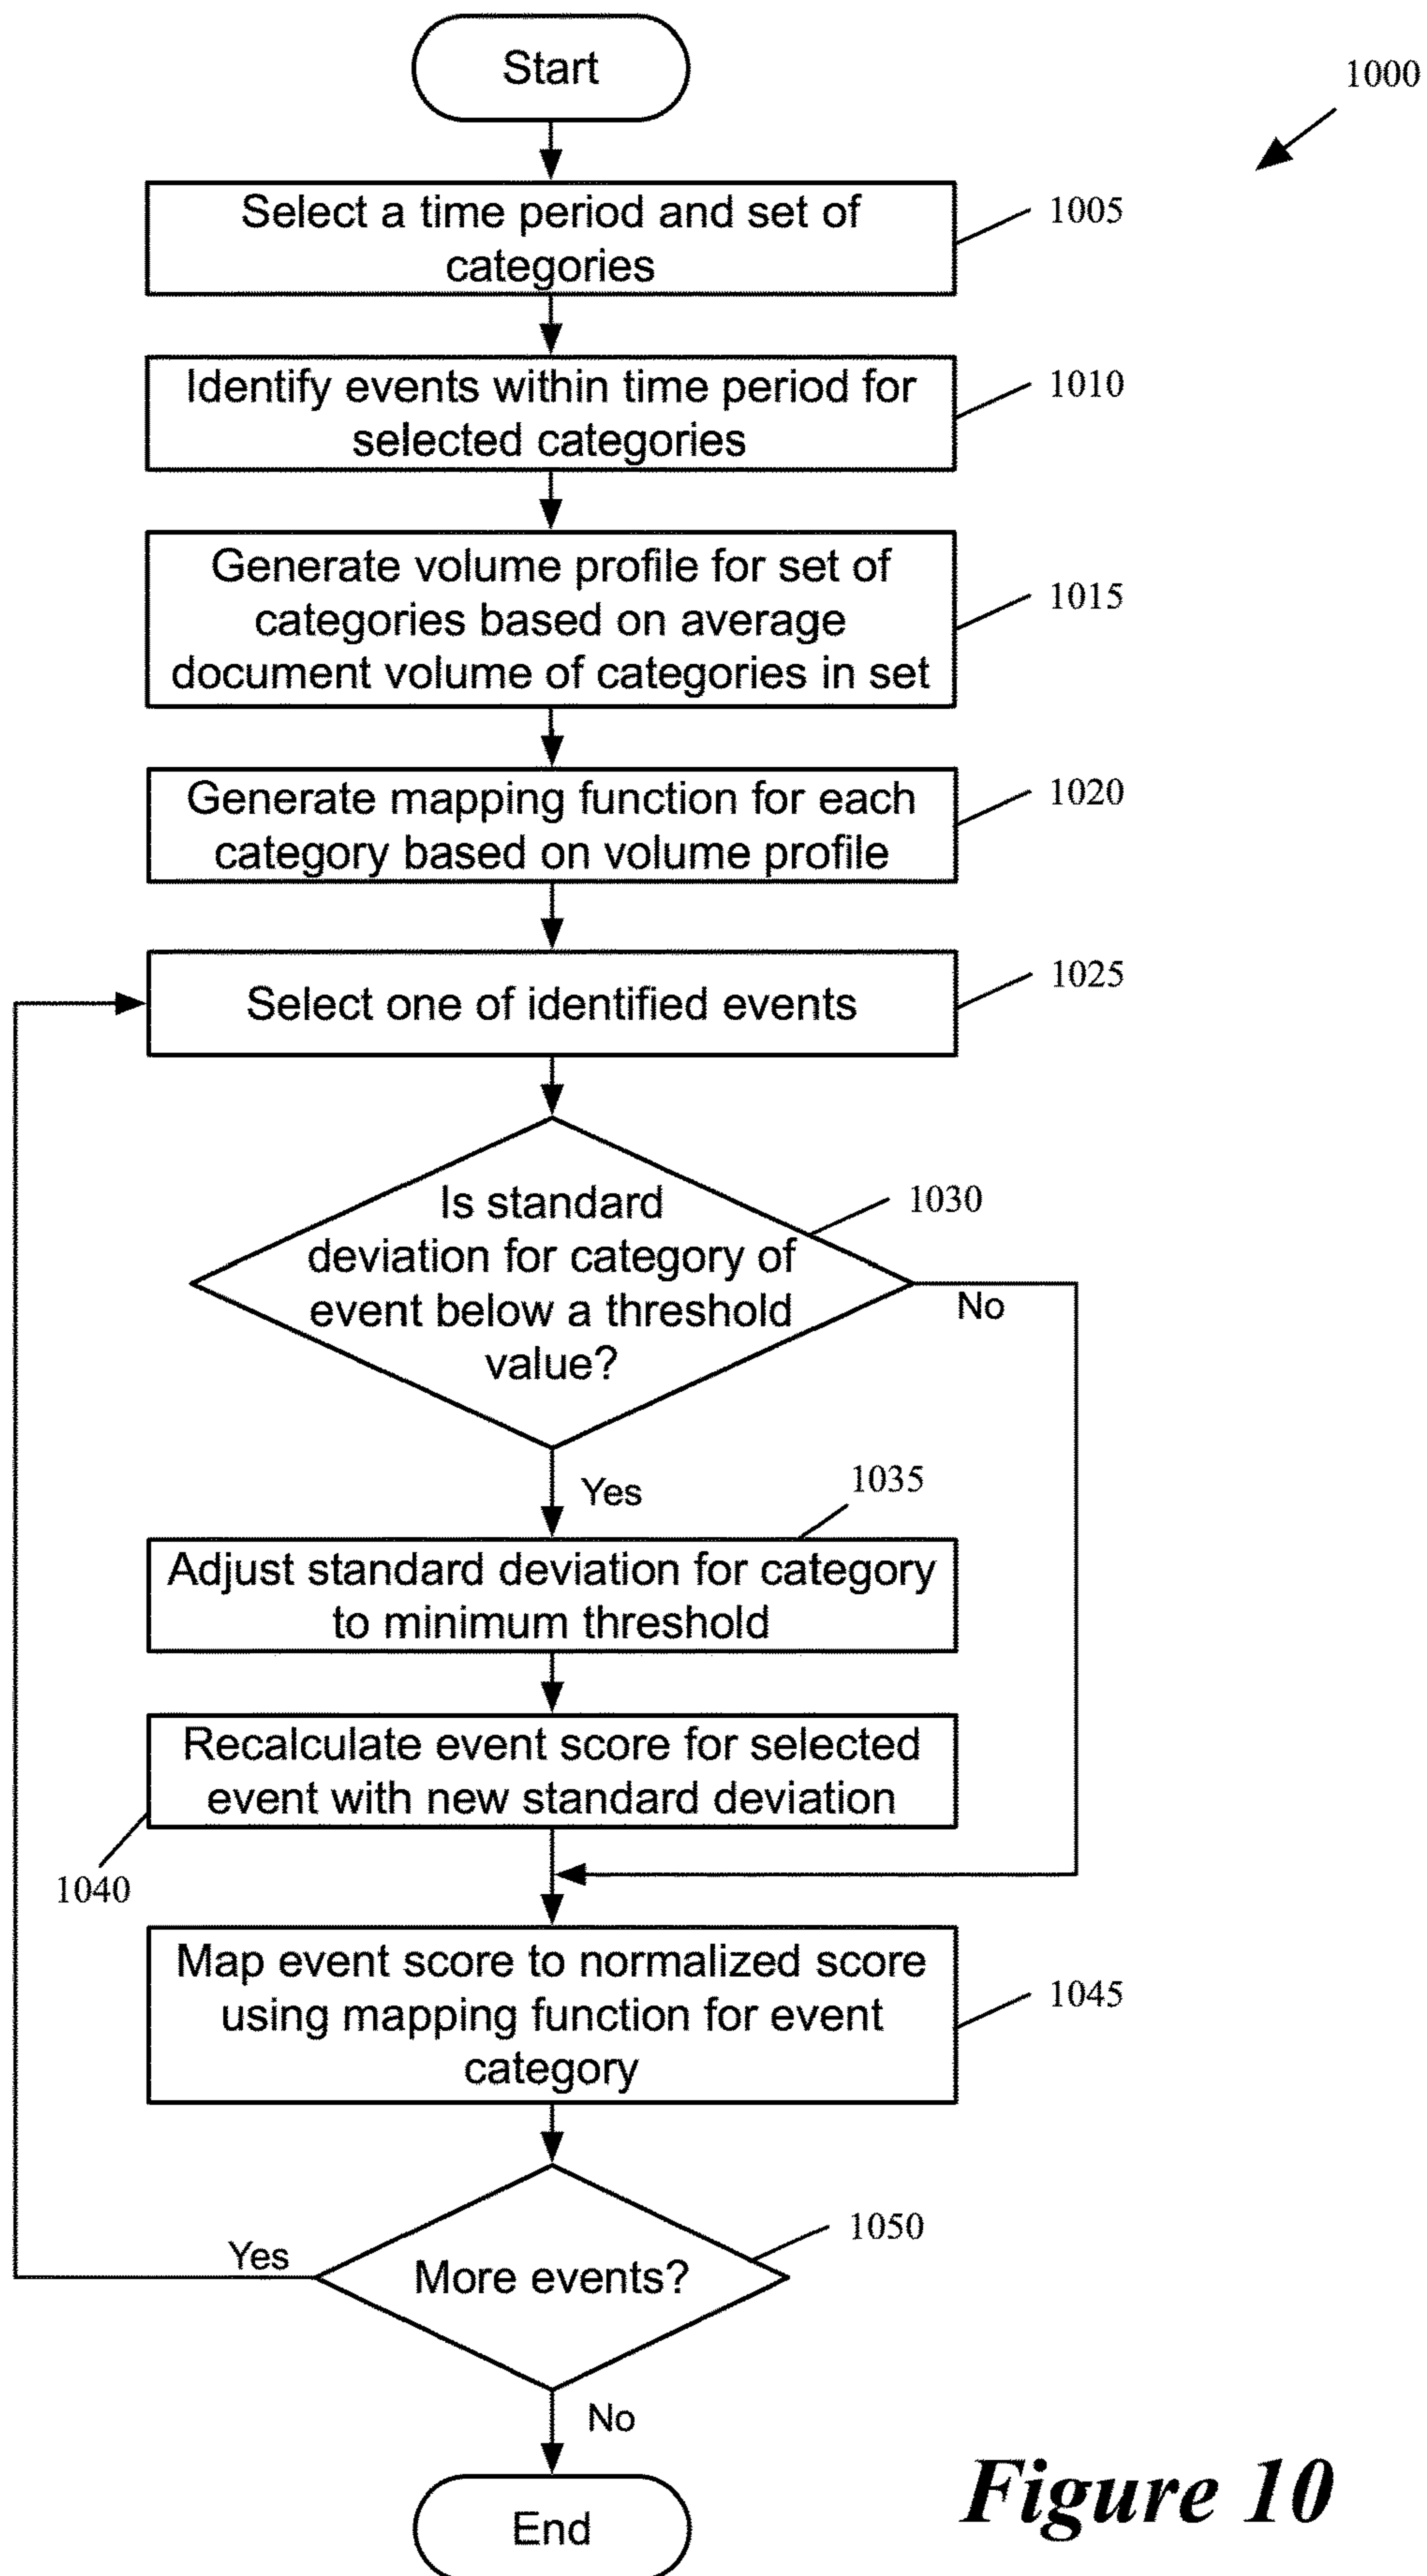 Start
1000
Select a time period and set of
categories
1005
Identify events within time period for
selected categories
1010
Generate volume profile for set of
categories based on average
document volume of categories in set
1015
Generate mapping function for each
category based on volume profile
1020
Select one of identified events
1025
Is standard
deviation for category of
event below a threshold
value?
1030
No
Yes
1035
Adjust standard deviation for category
to minimum threshold
Recalculate event score for selected
event with new standard deviation
1040
Map event score to normalized score
using mapping function for event
category
1045
More events?
1050
Yes
No
End
Figure 10